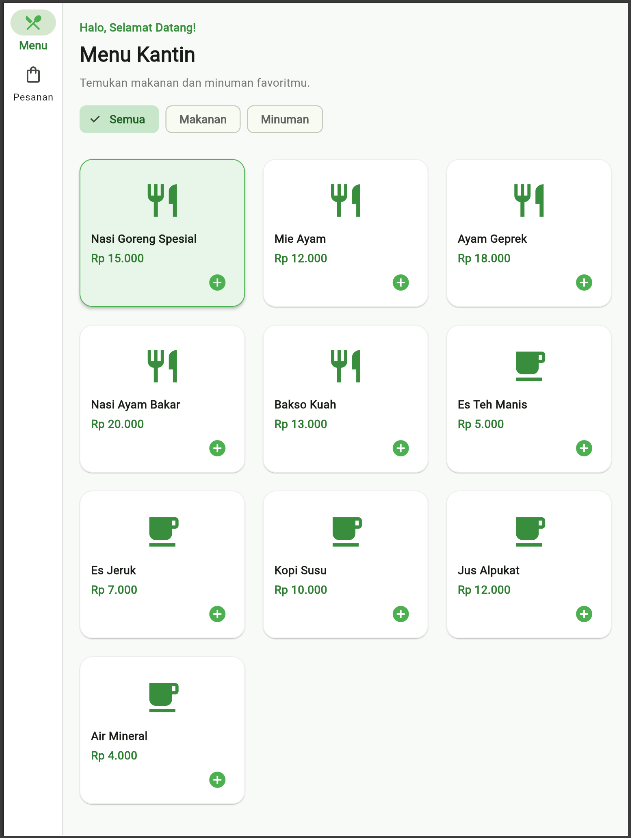 Menu
Pesanan
Halo, Selamat Datang!
Menu Kantin
Temukan makanan dan minuman favoritmu.
Semua
Makanan
Minuman
Nasi Goreng Spesial
Rp 15.000
Mie Ayam
Rp 12.000
Ayam Geprek
Rp 18.000
Nasi Ayam Bakar
Rp 20.000
Bakso Kuah
Rp 13.000
Es Teh Manis
Rp 5.000
Es Jeruk
Rp 7.000
Kopi Susu
Rp 10.000
Jus Alpukat
Rp 12.000
Air Mineral
Rp 4.000